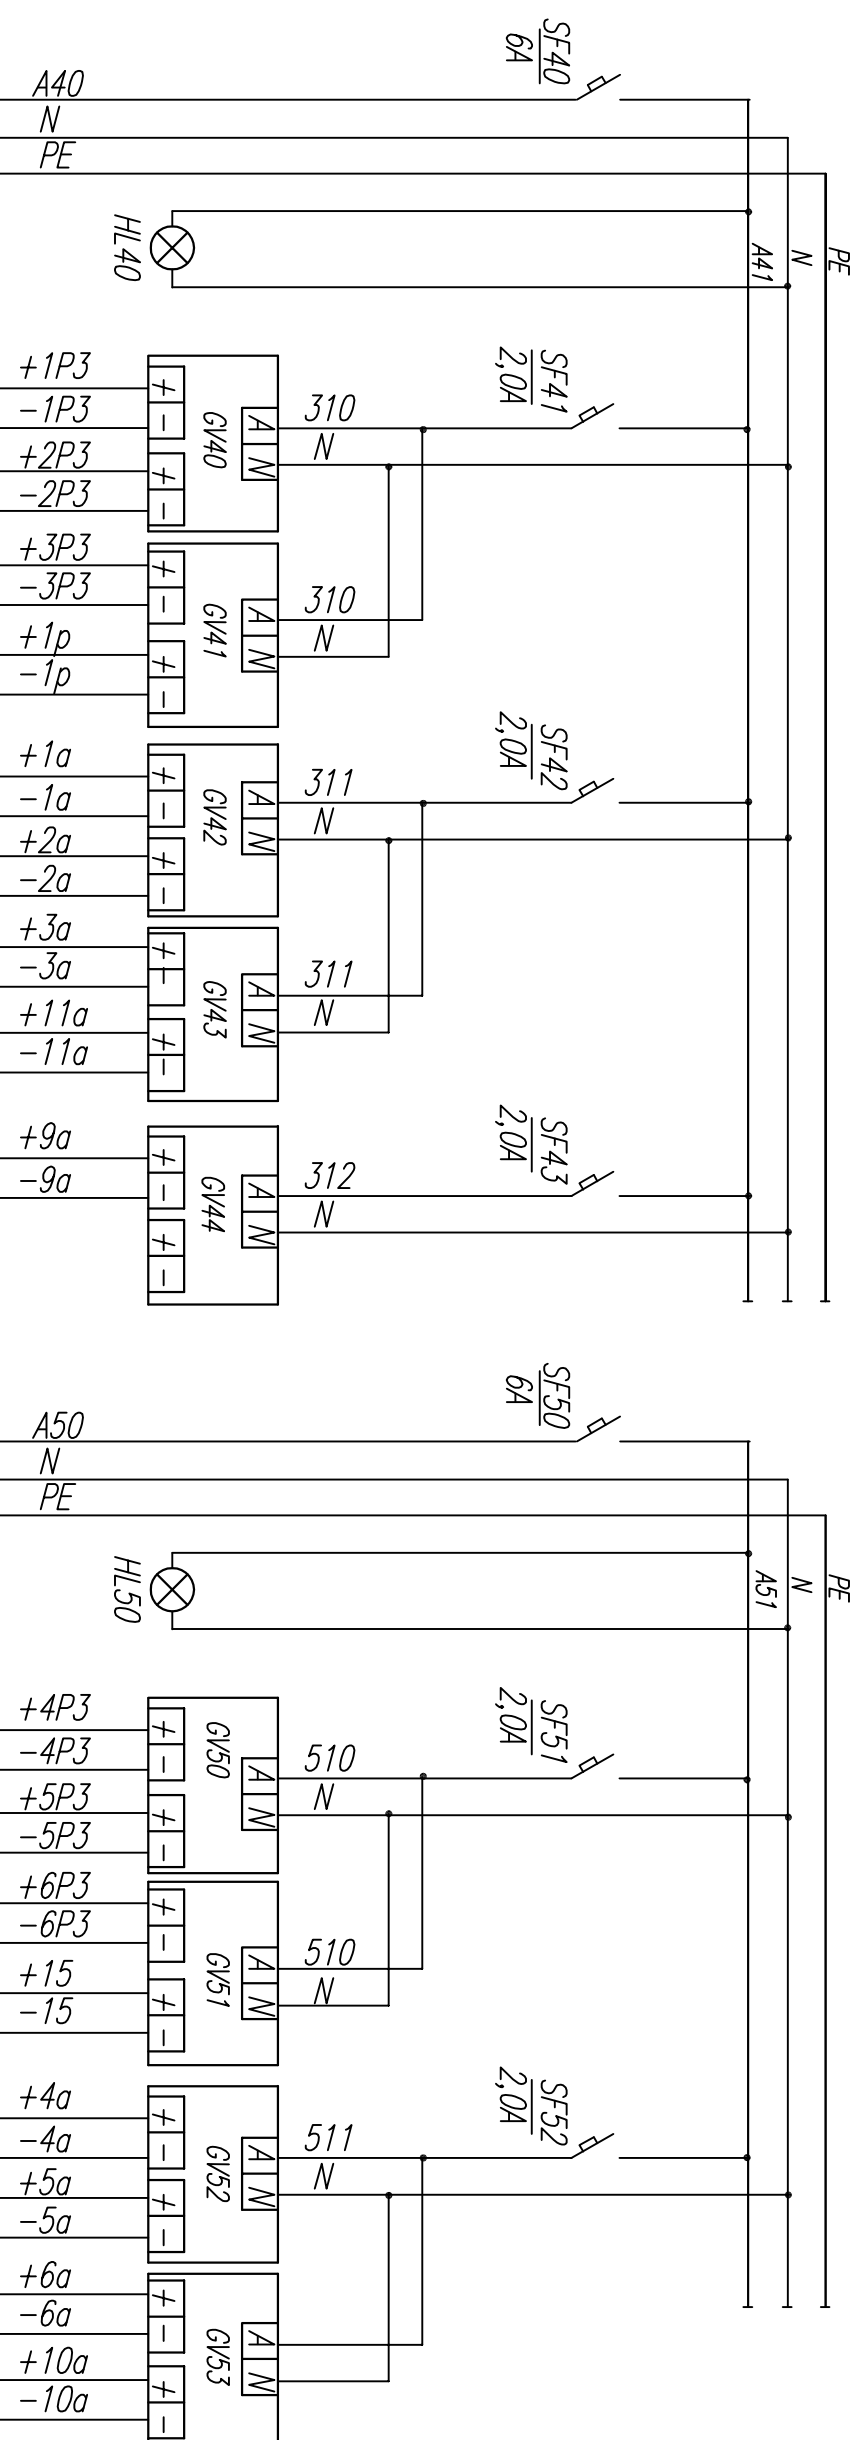 SF40
6A
A40
N
PE
HL40
A41
N
PE
SF41
2,0A
+1P3
-1P3
+2P3
-2P3
+ - + -
GV40
A N
310
N
+3P3
-3P3
+1p
-1p
+ - + -
GV41
A N
310
N
SF42
2,0A
+1a
-1a
+2a
-2a
+ - + -
GV42
A N
311
N
+3a
-3a
+11a
-11a
+ - + -
GV43
A N
311
N
SF43
2,0A
+9a
-9a
+ - + -
GV44
A N
312
N
SF50
6A
A50
N
PE
HL50
A51
N
PE
SF51
2,0A
+4P3
-4P3
+5P3
-5P3
+ - + -
GV50
A N
510
N
+6P3
-6P3
+15
-15
+ - + -
GV51
A N
510
N
SF52
2,0A
+4a
-4a
+5a
-5a
+ - + -
GV52
A N
511
N
+6a
-6a
+10a
-10a
+ - + -
GV53
A N